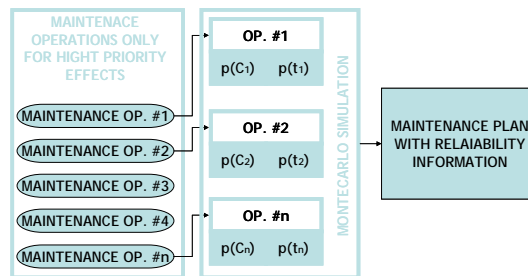 MAINTENACE
OPERATIONS ONLY
FOR HIGHT PRIORITY
EFFECTS
MAINTENANCE OP. #1
MAINTENANCE OP. #2
MAINTENANCE OP. #3
MAINTENANCE OP. #4
MAINTENANCE OP. #n
OP. #1
p(C₁) p(t₁)
OP. #2
p(C₂) p(t₂)
OP. #n
p(Cₙ) p(tₙ)
MONTECARLO SIMULATION
MAINTENANCE PLAN
WITH RELAIABILITY
INFORMATION